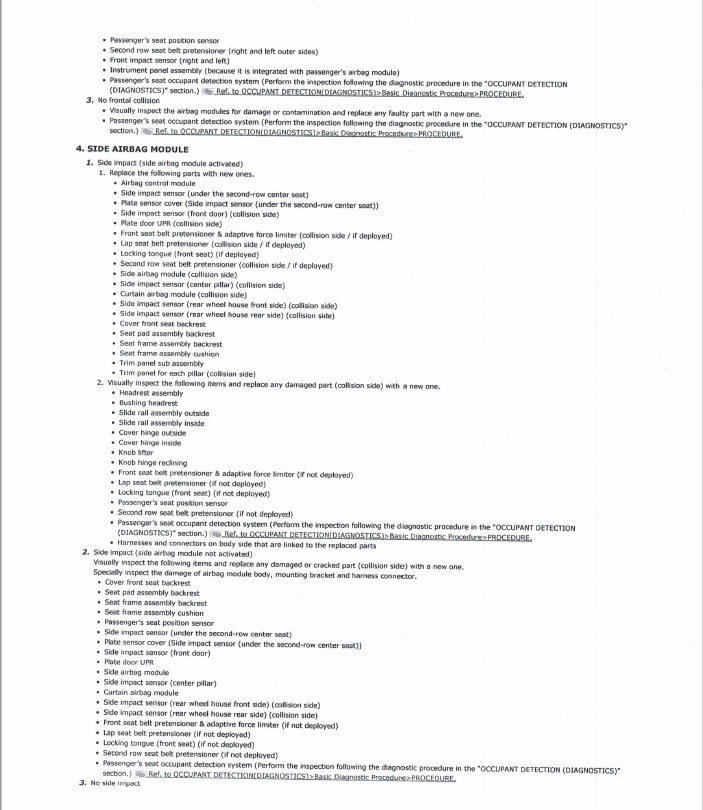 • Passenger's seat position sensor
• Second row seat belt pretensioner (right and left outer sides)
• Front impact sensor (right and left)
• Instrument panel assembly (because it is integrated with passenger's airbag module)
• Passenger's seat occupant detection system (Perform the inspection following the diagnostic procedure in the "OCCUPANT DETECTION
(DIAGNOSTICS)" section.) Ref. to OCCUPANT DETECTION(DIAGNOSTICS)>Basic Diagnostic Procedure>PROCEDURE.
3. No frontal collision
• Visually inspect the airbag modules for damage or contamination and replace any faulty part with a new one.
• Passenger's seat occupant detection system (Perform the inspection following the diagnostic procedure in the "OCCUPANT DETECTION (DIAGNOSTICS)"
section.) Ref. to OCCUPANT DETECTION(DIAGNOSTICS)>Basic Diagnostic Procedure>PROCEDURE.
4. SIDE AIRBAG MODULE
1. Side impact (side airbag module activated)
1. Replace the following parts with new ones.
• Airbag control module
• Side impact sensor (under the second-row center seat)
• Plate sensor cover (Side impact sensor (under the second-row center seat))
• Side impact sensor (front door) (collision side)
• Plate door UPR (collision side)
• Front seat belt pretensioner & adaptive force limiter (collision side / if deployed)
• Lap seat belt pretensioner (collision side / if deployed)
• Locking tongue (front seat) (if deployed)
• Second row seat belt pretensioner (collision side / if deployed)
• Side airbag module (collision side)
• Side impact sensor (center pillar) (collision side)
• Curtain airbag module (collision side)
• Side impact sensor (rear wheel house front side) (collision side)
• Side impact sensor (rear wheel house rear side) (collision side)
• Cover front seat backrest
• Seat pad assembly backrest
• Seat frame assembly backrest
• Seat frame assembly cushion
• Trim panel sub assembly
• Trim panel for each pillar (collision side)
2. Visually inspect the following items and replace any damaged part (collision side) with a new one.
• Headrest assembly
• Bushing headrest
• Slide rail assembly outside
• Slide rail assembly inside
• Cover hinge outside
• Cover hinge inside
• Knob lifter
• Knob hinge reclining
• Front seat belt pretensioner & adaptive force limiter (if not deployed)
• Lap seat belt pretensioner (if not deployed)
• Locking tongue (front seat) (if not deployed)
• Passenger's seat position sensor
• Second row seat belt pretensioner (if not deployed)
• Passenger's seat occupant detection system (Perform the inspection following the diagnostic procedure in the "OCCUPANT DETECTION
(DIAGNOSTICS)" section.) Ref. to OCCUPANT DETECTION(DIAGNOSTICS)>Basic Diagnostic Procedure>PROCEDURE.
• Harnesses and connectors on body side that are linked to the replaced parts
2. Side impact (side airbag module not activated)
Visually inspect the following items and replace any damaged or cracked part (collision side) with a new one.
Specially inspect the damage of airbag module body, mounting bracket and harness connector.
• Cover front seat backrest
• Seat pad assembly backrest
• Seat frame assembly backrest
• Seat frame assembly cushion
• Passenger's seat position sensor
• Side impact sensor (under the second-row center seat)
• Plate sensor cover (Side impact sensor (under the second-row center seat))
• Side impact sensor (front door)
• Plate door UPR
• Side airbag module
• Side impact sensor (center pillar)
• Curtain airbag module
• Side impact sensor (rear wheel house front side) (collision side)
• Side impact sensor (rear wheel house rear side) (collision side)
• Front seat belt pretensioner & adaptive force limiter (if not deployed)
• Lap seat belt pretensioner (if not deployed)
• Locking tongue (front seat) (if not deployed)
• Second row seat belt pretensioner (if not deployed)
• Passenger's seat occupant detection system (Perform the inspection following the diagnostic procedure in the "OCCUPANT DETECTION (DIAGNOSTICS)"
section.) Ref. to OCCUPANT DETECTION(DIAGNOSTICS)>Basic Diagnostic Procedure>PROCEDURE.
3. No side impact